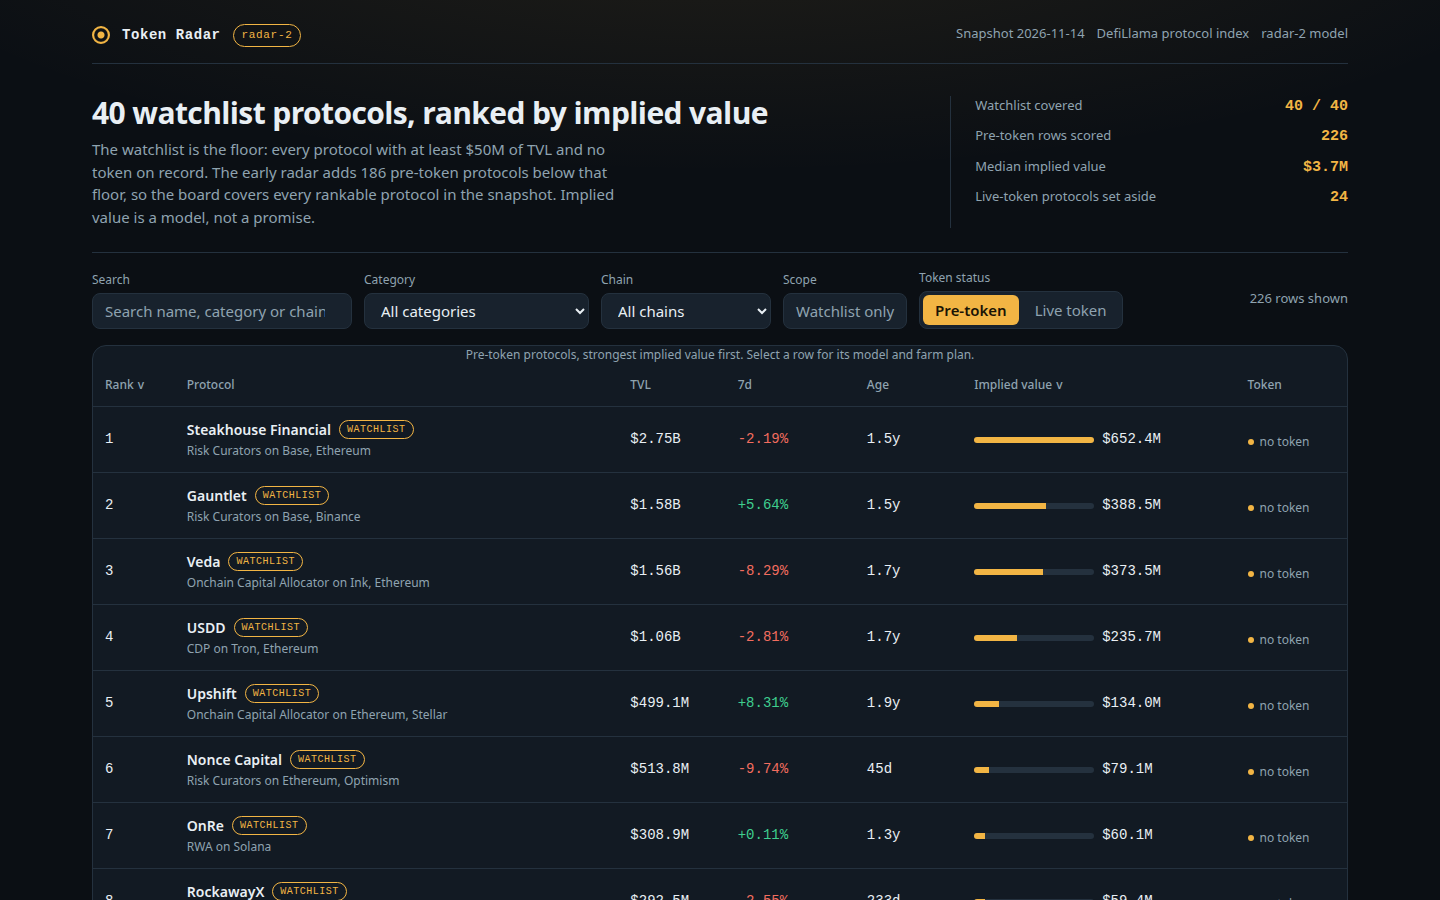 Token Radar radar-2
Snapshot 2026-11-14 DefiLlama protocol index radar-2 model
40 watchlist protocols, ranked by implied value
The watchlist is the floor: every protocol with at least $50M of TVL and no
token on record. The early radar adds 186 pre-token protocols below that
floor, so the board covers every rankable protocol in the snapshot. Implied
value is a model, not a promise.
Watchlist covered 40 / 40
Pre-token rows scored 226
Median implied value $3.7M
Live-token protocols set aside 24
Search Category Chain Scope Token status
Search name, category or chain All categories All chains Watchlist only Pre-token Live token 226 rows shown
Pre-token protocols, strongest implied value first. Select a row for its model and farm plan.
Rank v Protocol TVL 7d Age Implied value v Token
1 Steakhouse Financial WATCHLIST $2.75B -2.19% 1.5y $652.4M no token
Risk Curators on Base, Ethereum
2 Gauntlet WATCHLIST $1.58B +5.64% 1.5y $388.5M no token
Risk Curators on Base, Binance
3 Veda WATCHLIST $1.56B -8.29% 1.7y $373.5M no token
Onchain Capital Allocator on Ink, Ethereum
4 USDD WATCHLIST $1.06B -2.81% 1.7y $235.7M no token
CDP on Tron, Ethereum
5 Upshift WATCHLIST $499.1M +8.31% 1.9y $134.0M no token
Onchain Capital Allocator on Ethereum, Stellar
6 Nonce Capital WATCHLIST $513.8M -9.74% 45d $79.1M no token
Risk Curators on Ethereum, Optimism
7 OnRe WATCHLIST $308.9M +0.11% 1.3y $60.1M no token
RWA on Solana
RockawayX WATCHLIST